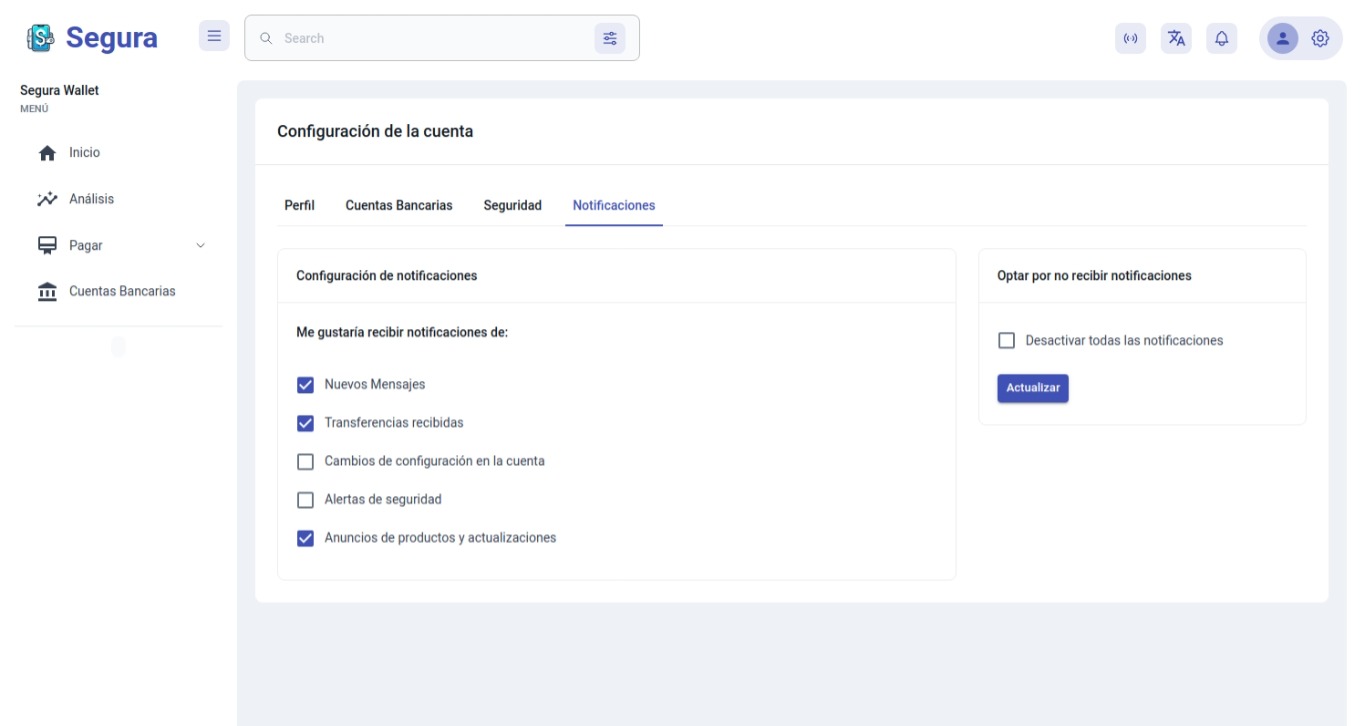 Segura
Search
Segura Wallet
MENÚ
Inicio
Análisis
Pagar
Cuentas Bancarias
Configuración de la cuenta
Perfil
Cuentas Bancarias
Seguridad
Notificaciones
Configuración de notificaciones
Me gustaría recibir notificaciones de:
Nuevos Mensajes
Transferencias recibidas
Cambios de configuración en la cuenta
Alertas de seguridad
Anuncios de productos y actualizaciones
Optar por no recibir notificaciones
Desactivar todas las notificaciones
Actualizar